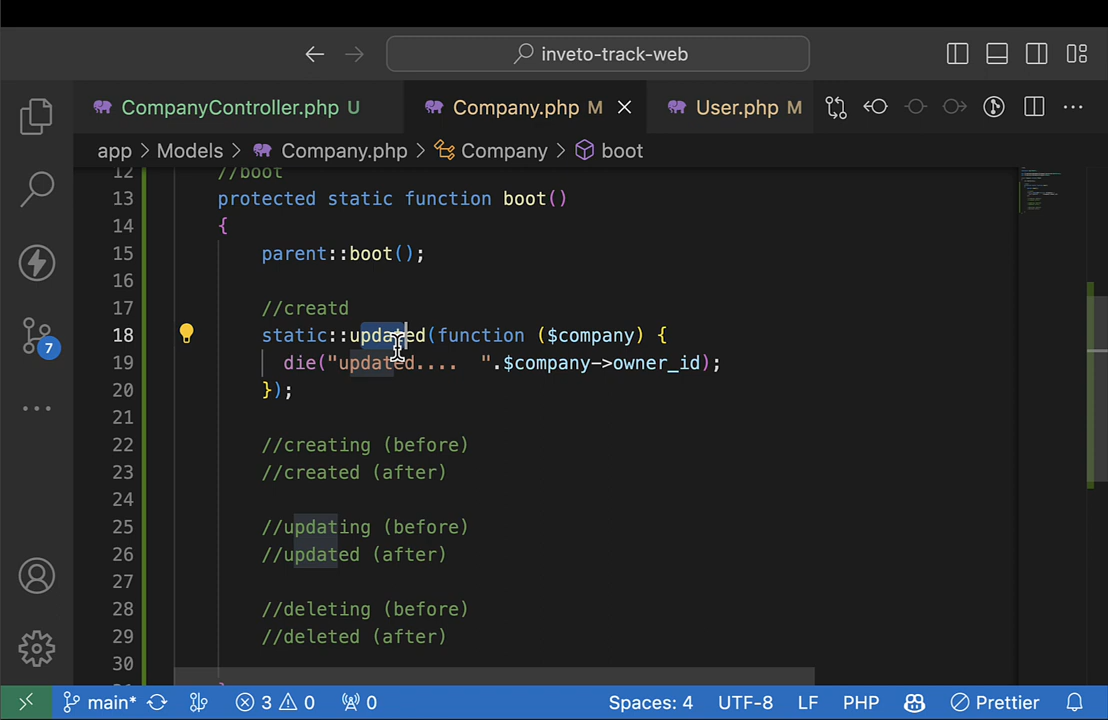 inveto-track-web
CompanyController.php U
Company.php M
User.php M
app > Models > Company.php > Company > boot
12 //boot
13 protected static function boot()
14 {
15 parent::boot();
16
17 //creatd
18 static::updated(function ($company) {
19 die("updated....  ".$company->owner_id);
20 });
21
22 //creating (before)
23 //created (after)
24
25 //updating (before)
26 //updated (after)
27
28 //deleting (before)
29 //deleted (after)
30
7
main* 3 0 0 Spaces: 4 UTF-8 LF PHP Prettier